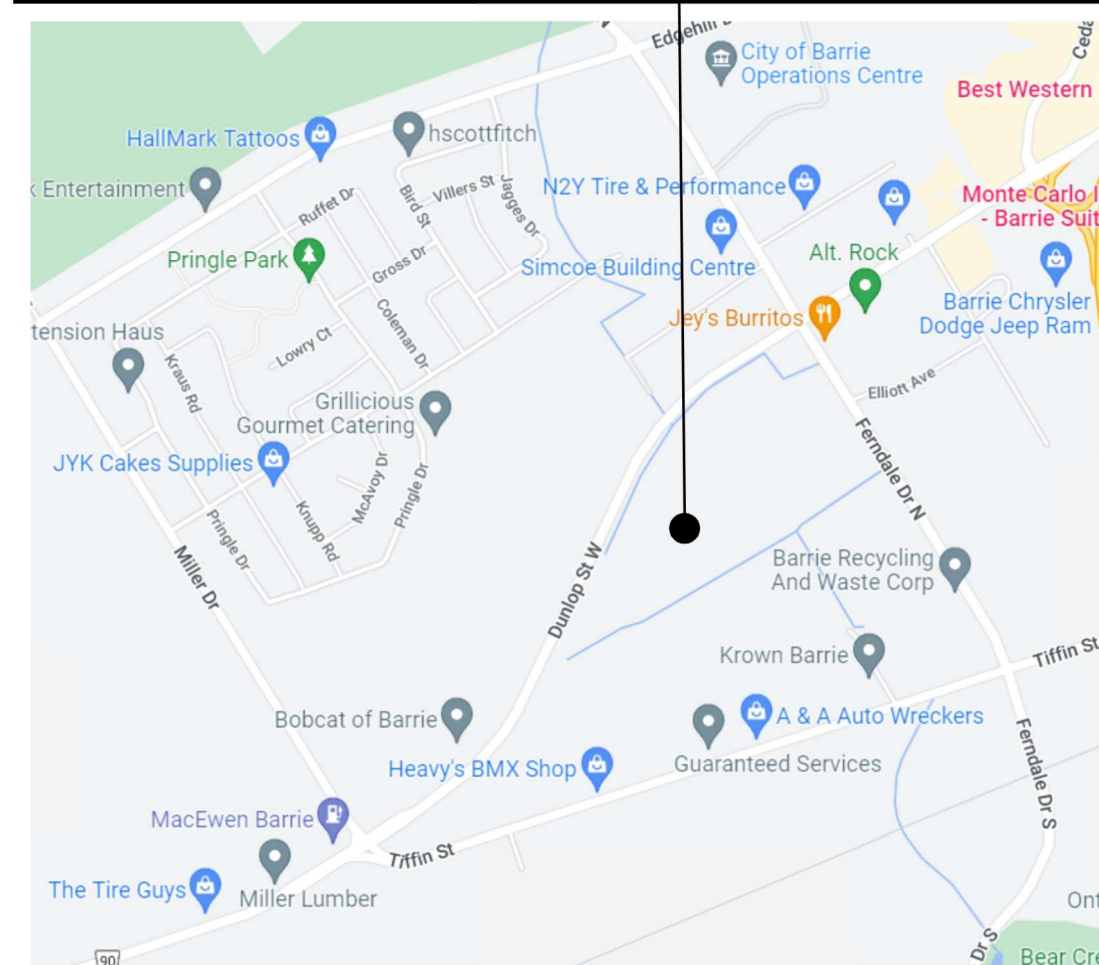 Edgehill
City of Barrie
Operations Centre
Best Western
HallMark Tattoos
hscottfitch
Entertainment
Ruffet Dr
Bird St
Villers St
Jagges Dr
N2Y Tire & Performance
Monte Carlo
- Barrie
Pringle Park
Gross Dr
Simcoe Building Centre
Alt. Rock
Barrie Chrysler
Dodge Jeep Ram
Jey's Burritos
Haus
Kraus Rd
Lowry Ct
Coleman Dr
Elliott Ave
Grillicious
Gourmet Catering
Ferndale Dr N
JYK Cakes Supplies
McAvoy Dr
Pringle Dr
Knupp Rd
Pringle Dr
Miller Dr
Dunlop St W
Barrie Recycling
And Waste Corp
Krown Barrie
Tiffin St
Bobcat of Barrie
A & A Auto Wreckers
Heavy's BMX Shop
Guaranteed Services
Ferndale Dr S
MacEwen Barrie
Tiffin St
The Tire Guys
Miller Lumber
90
Dr S
Bear